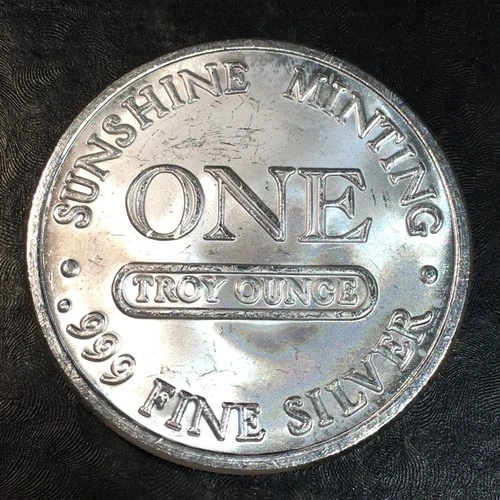 SUNSHINE MINTING
ONE
TROY OUNCE
.999 FINE SILVER